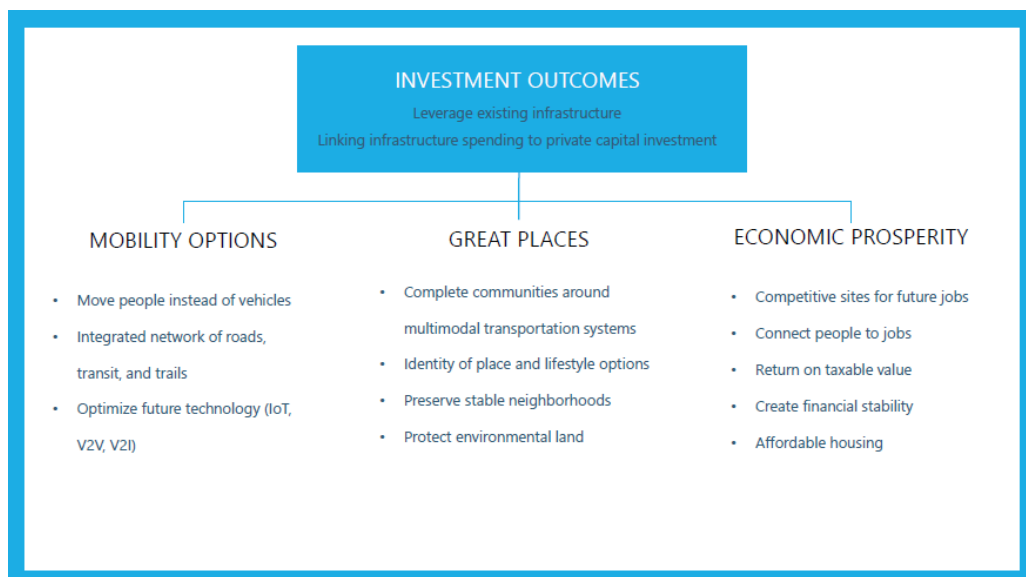 INVESTMENT OUTCOMES
Leverage existing infrastructure
Linking infrastructure spending to private capital investment
MOBILITY OPTIONS
• Move people instead of vehicles
• Integrated network of roads,
transit, and trails
• Optimize future technology (IoT,
V2V, V2I)
GREAT PLACES
• Complete communities around
multimodal transportation systems
• Identity of place and lifestyle options
• Preserve stable neighborhoods
• Protect environmental land
ECONOMIC PROSPERITY
• Competitive sites for future jobs
• Connect people to jobs
• Return on taxable value
• Create financial stability
• Affordable housing